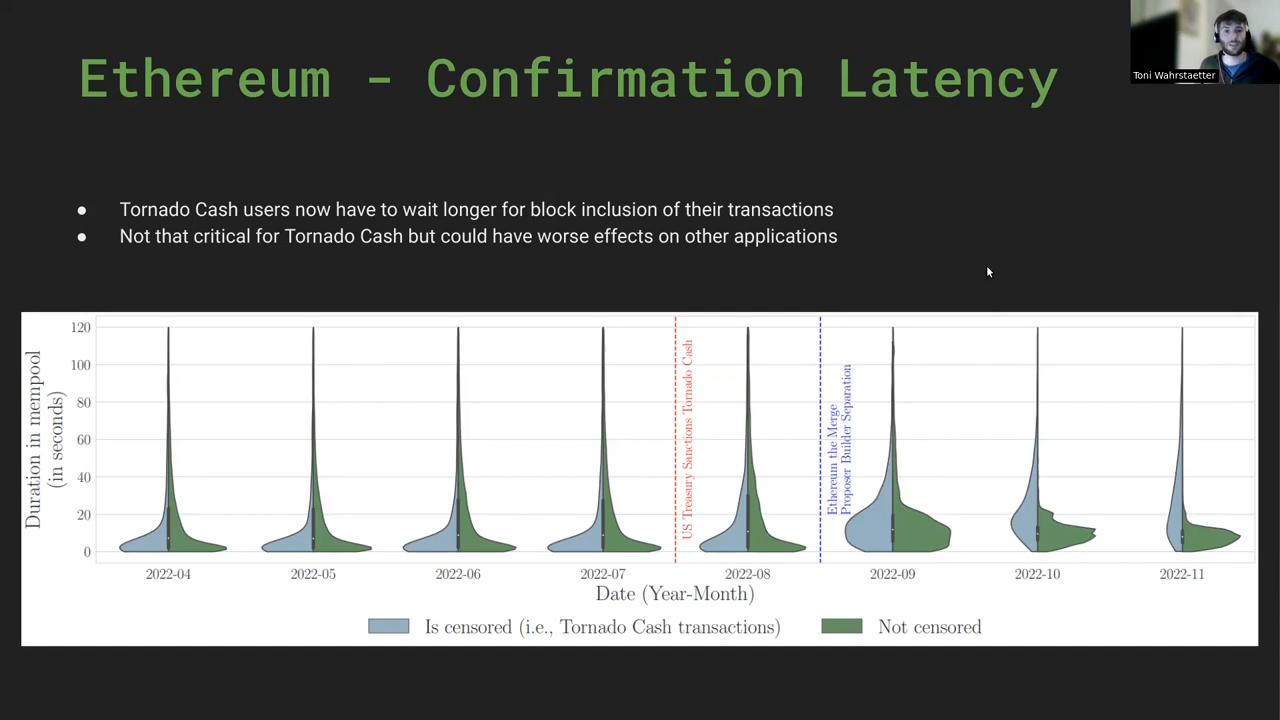 Ethereum - Confirmation Latency
Toni Wahrstaetter
● Tornado Cash users now have to wait longer for block inclusion of their transactions
● Not that critical for Tornado Cash but could have worse effects on other applications
Duration in mempool
(in seconds)
120
100
80
60
40
20
0
US Treasury Sanctions Tornado Cash
Ethereum the Merge
Proposer Builder Separation
2022-04 2022-05 2022-06 2022-07 2022-08 2022-09 2022-10 2022-11
Date (Year-Month)
Is censored (i.e., Tornado Cash transactions) Not censored